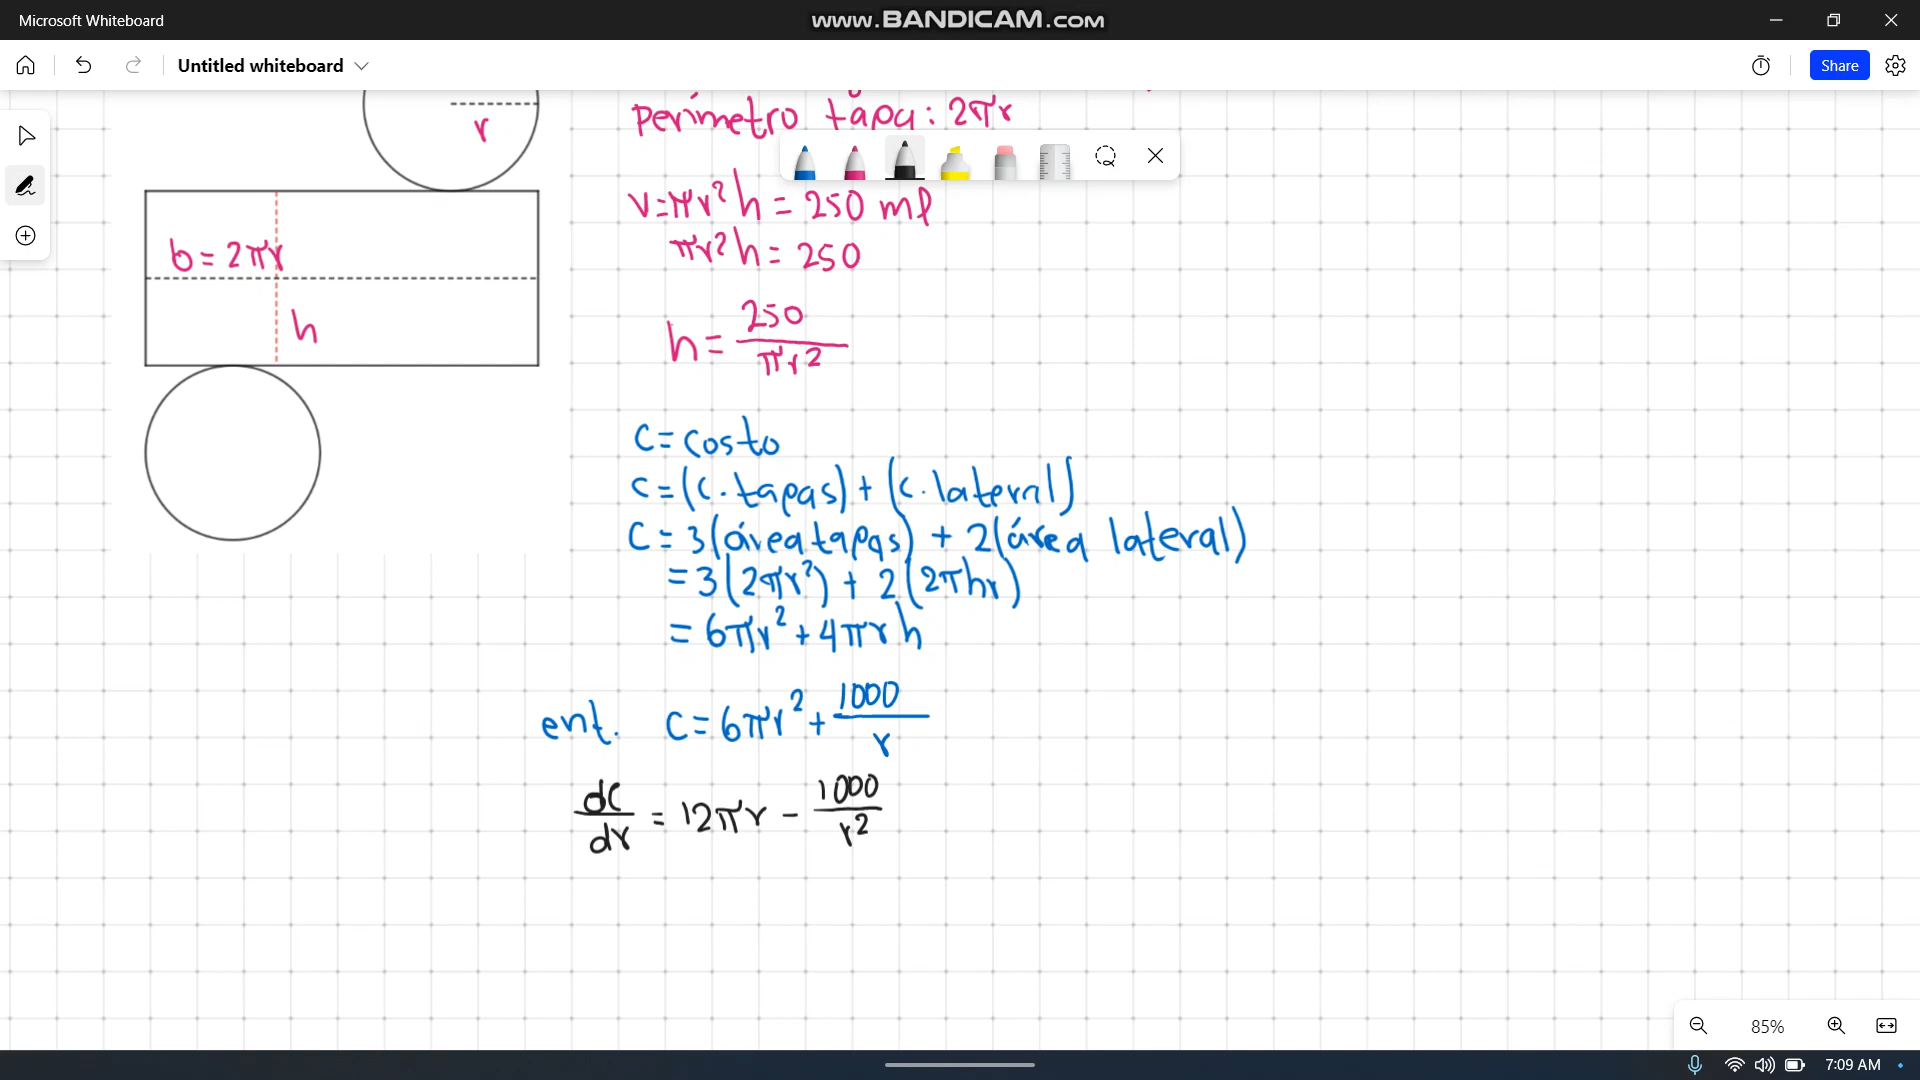 Microsoft Whiteboard
www.BANDICAM.com
Untitled whiteboard
Share
r
perímetro tapa: 2πr
V=πr²h = 250 ml
πr²h = 250
b = 2πr
h
h = 250/πr²
C = costo
C = (C. tapas) + (C. lateral)
C = 3(área tapas) + 2(área lateral)
= 3(2πr²) + 2(2πhr)
= 6πr² + 4πrh
ent. C = 6πr² + 1000/r
dC/dr = 12πr - 1000/r²
85%
7:09 AM